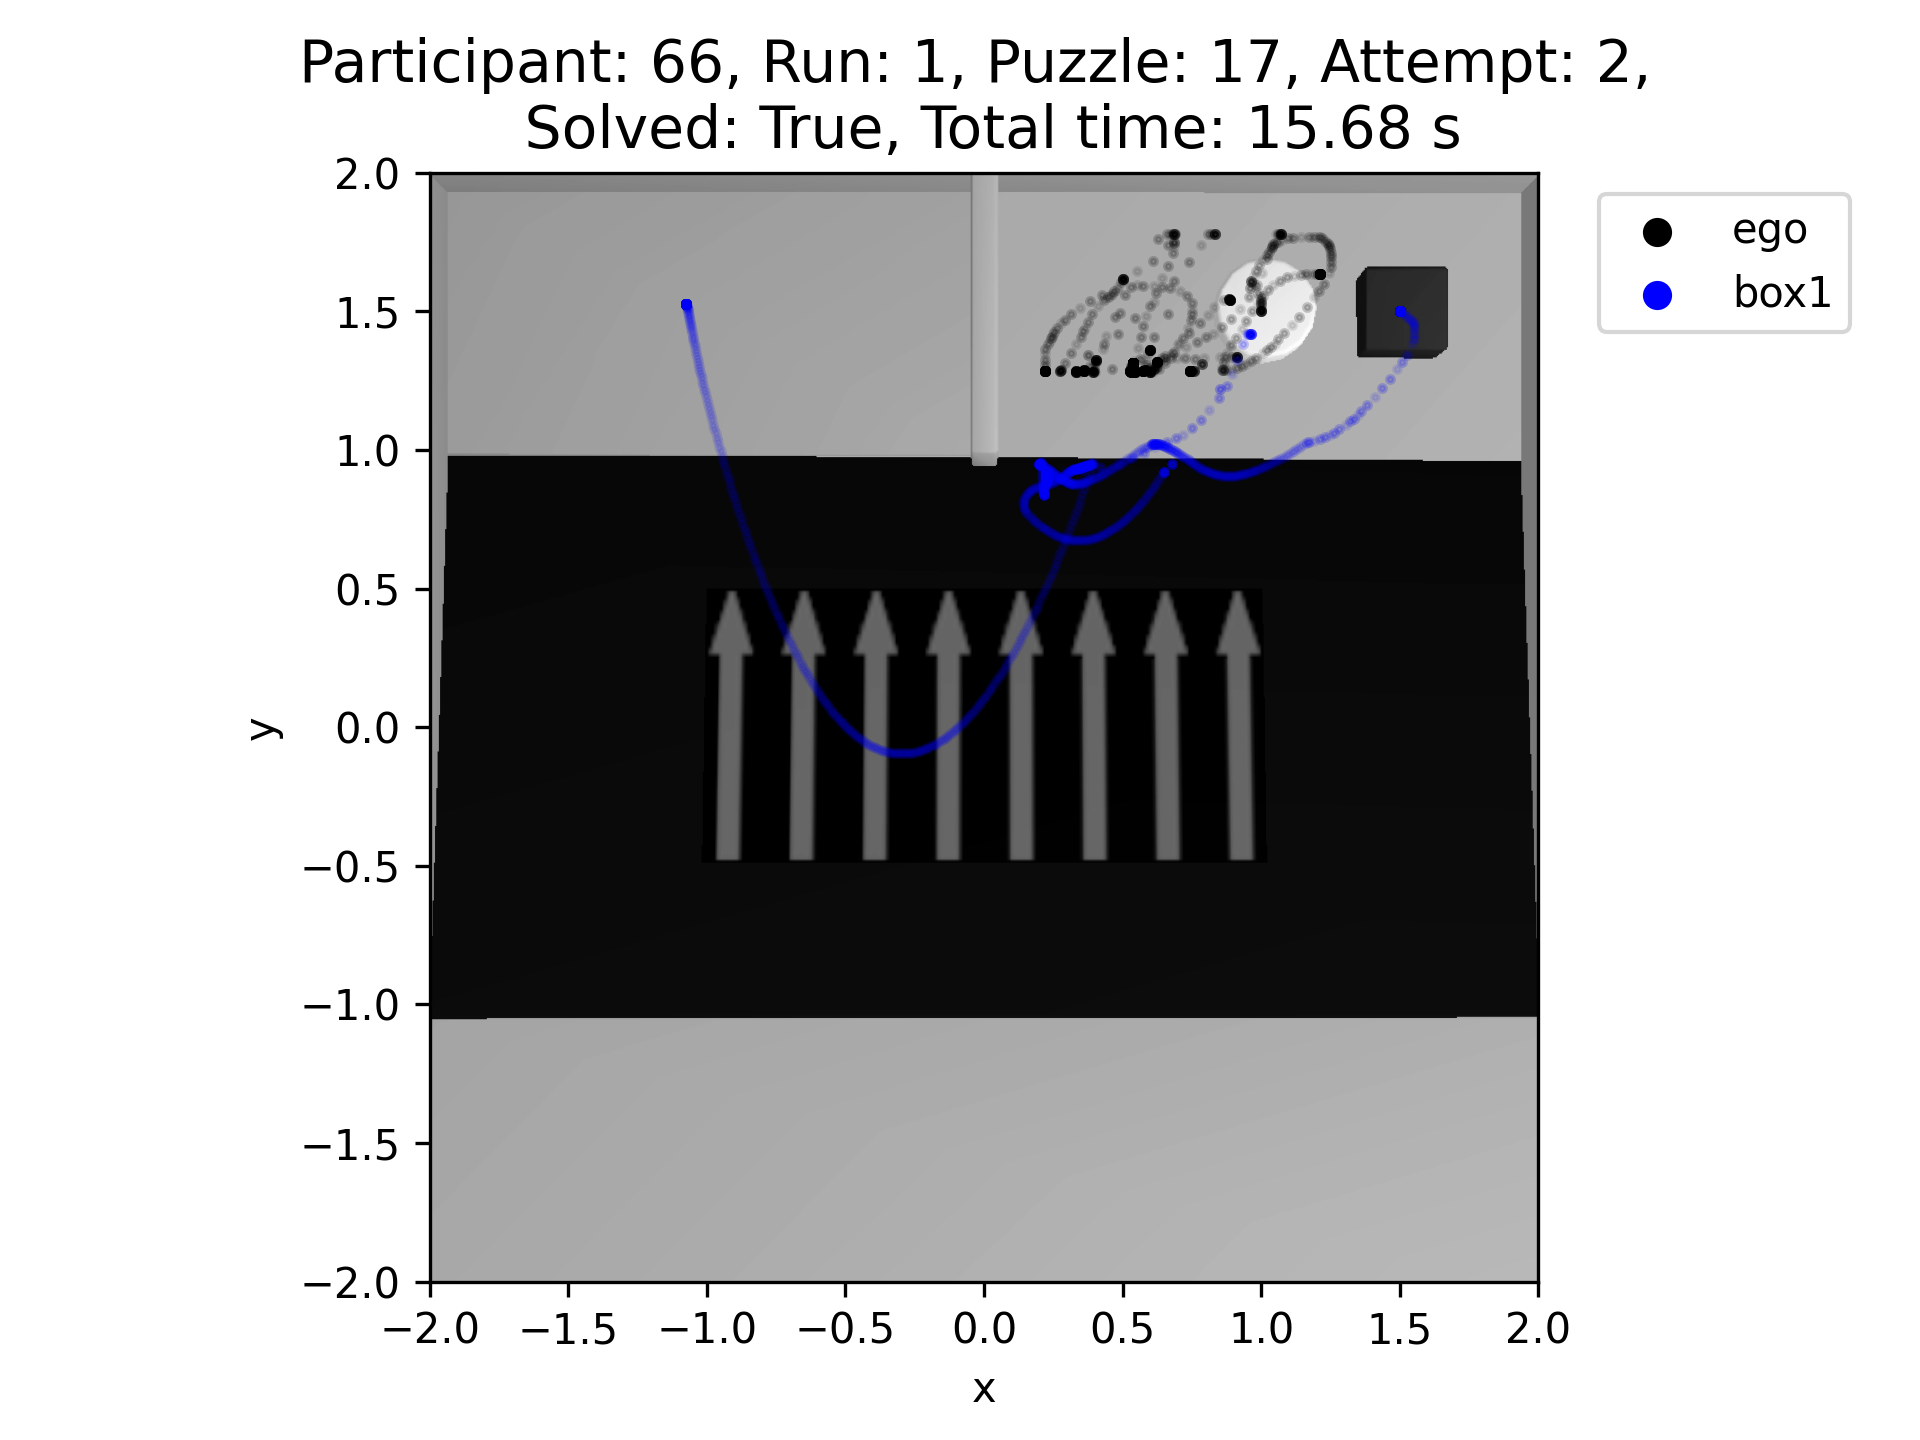 Participant: 66, Run: 1, Puzzle: 17, Attempt: 2,
Solved: True, Total time: 15.68 s
ego
box1
2.0
1.5
1.0
0.5
0.0
−0.5
−1.0
−1.5
−2.0
y
−2.0 −1.5 −1.0 −0.5 0.0 0.5 1.0 1.5 2.0
x